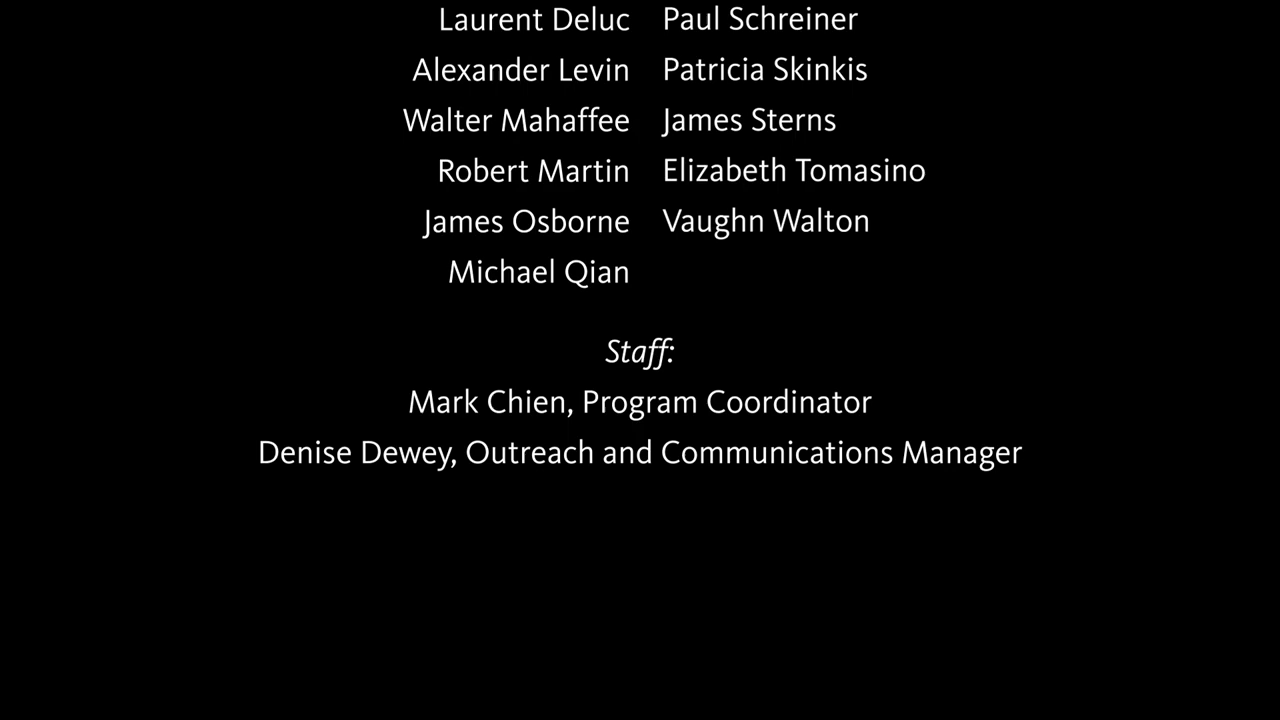 Laurent Deluc Paul Schreiner
Alexander Levin Patricia Skinkis
Walter Mahaffee James Sterns
Robert Martin Elizabeth Tomasino
James Osborne Vaughn Walton
Michael Qian
Staff:
Mark Chien, Program Coordinator
Denise Dewey, Outreach and Communications Manager